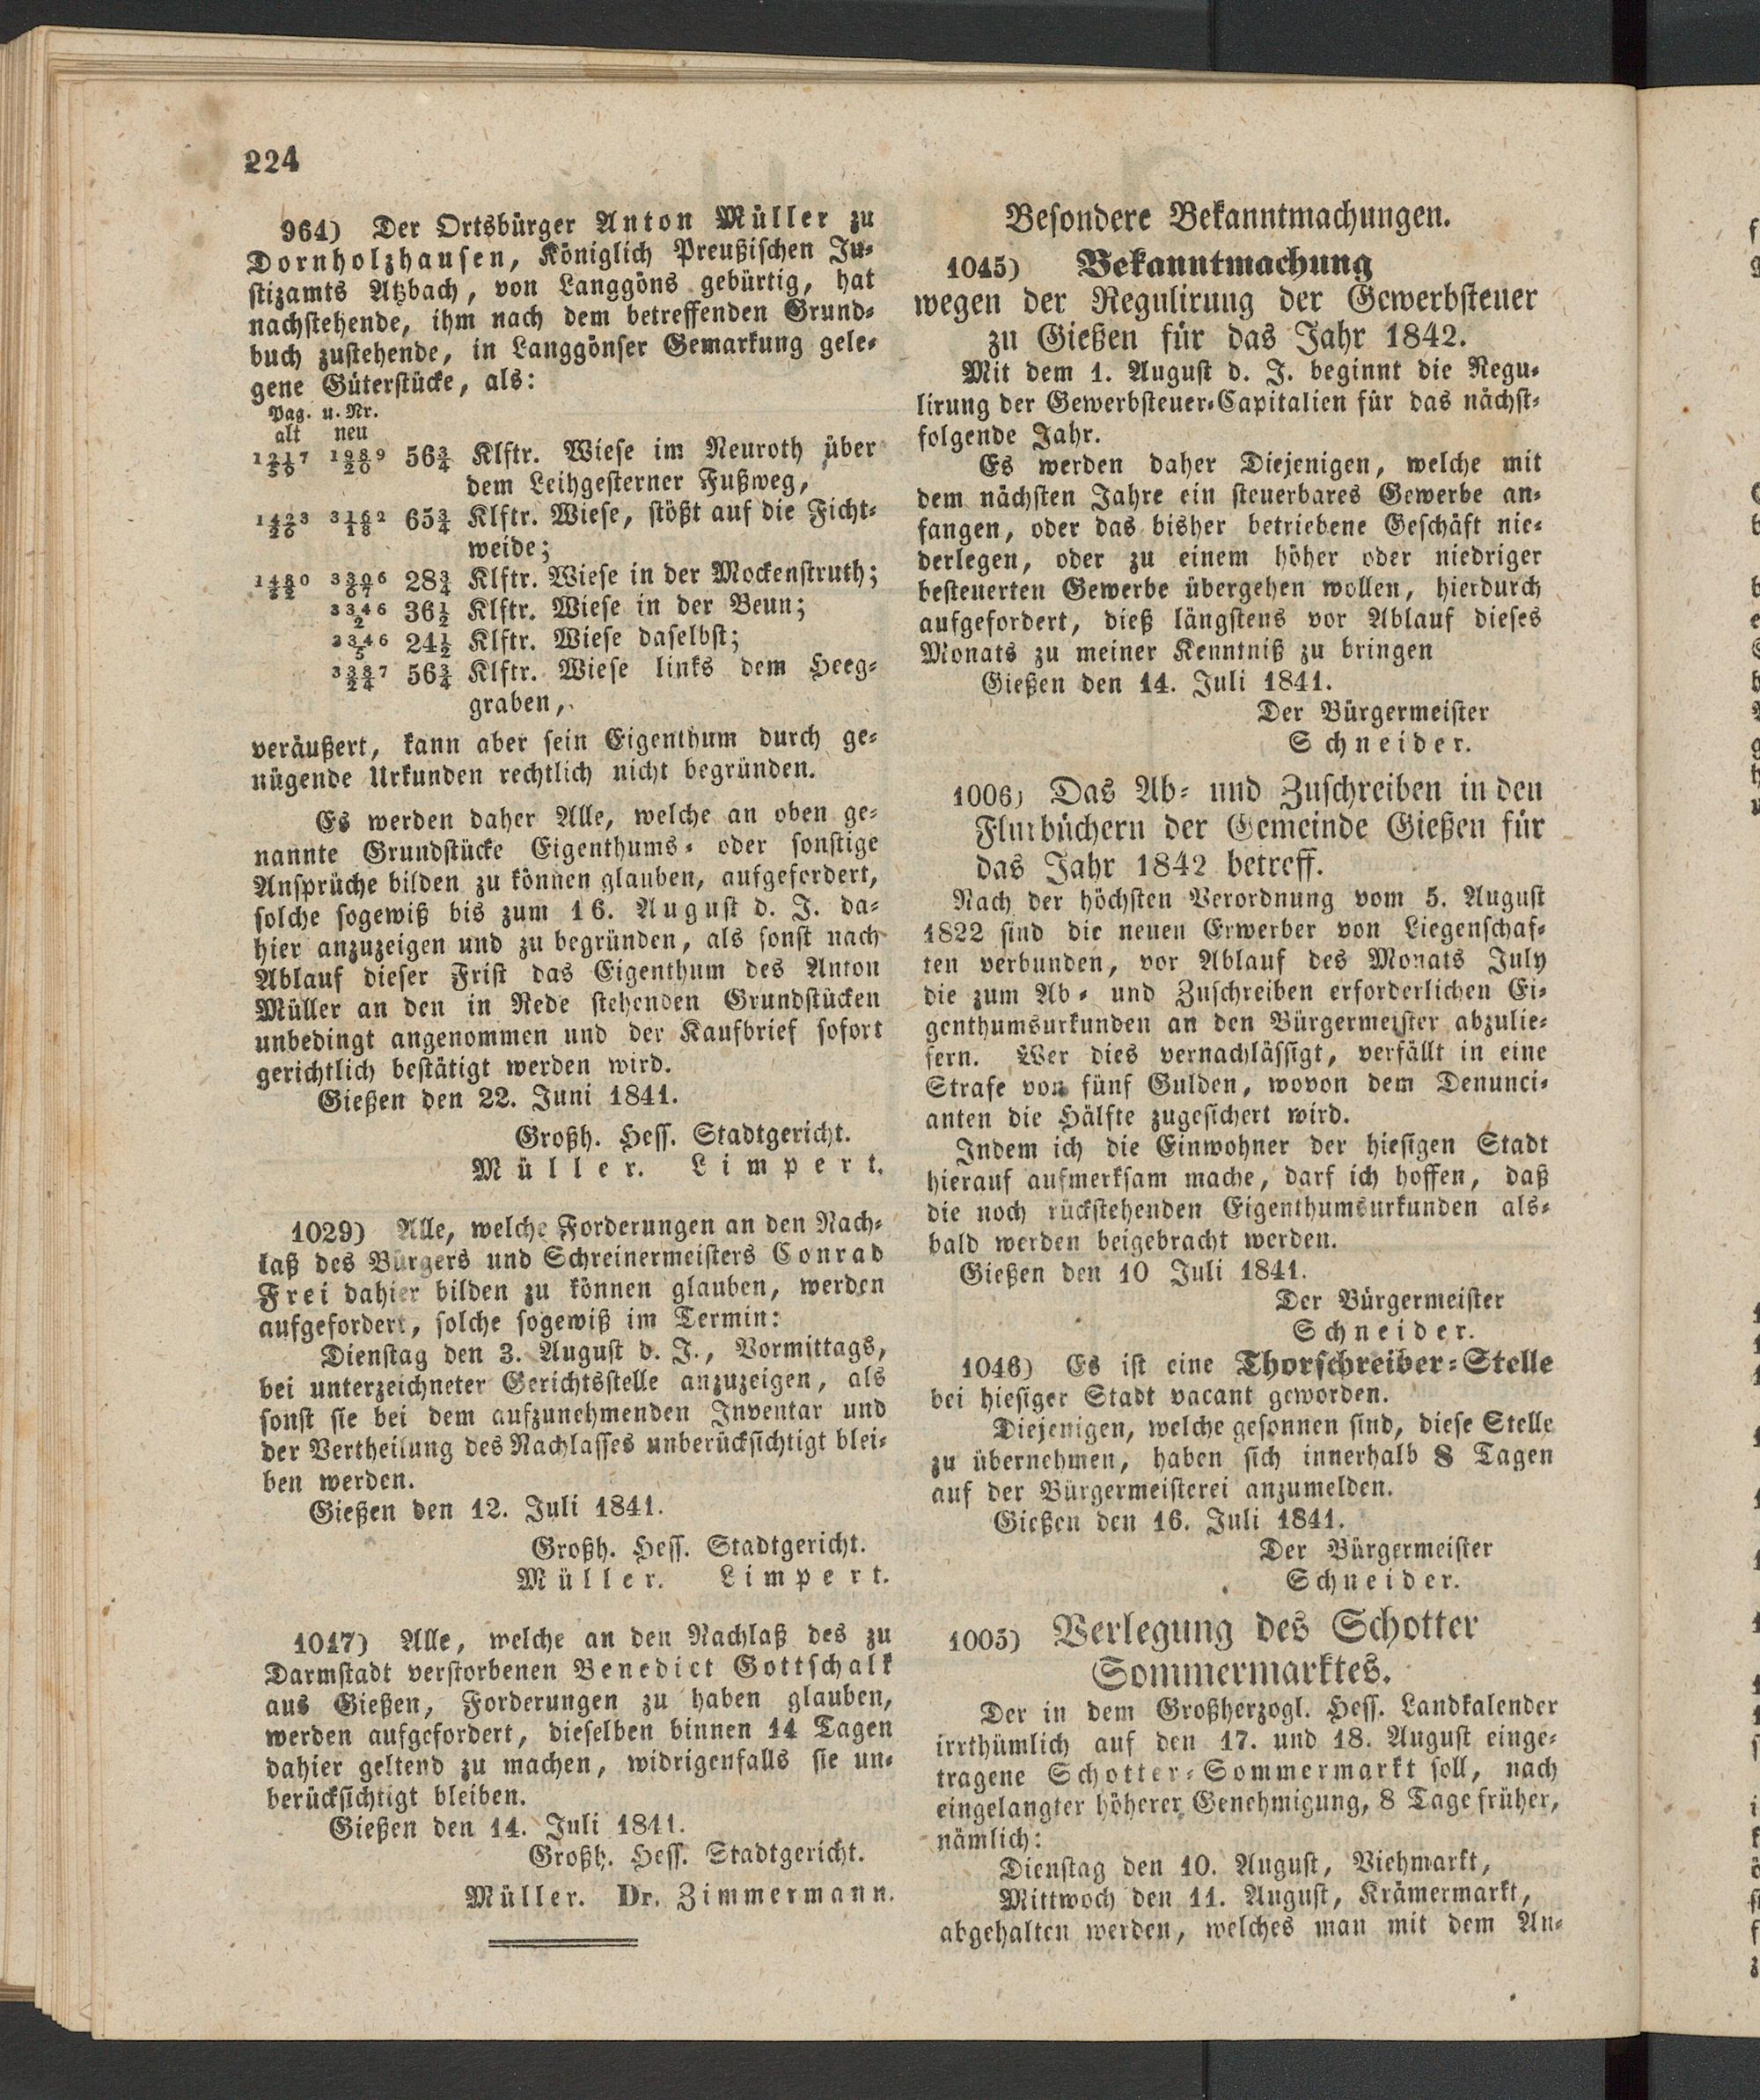 224
964) Der Ortsbürger Anton Müller zu
Dornholzhausen, Königlich Preußischen Ju-
stizamts Atzbach, von Langgöns gebürtig, hat
nachstehende, ihm nach dem betreffenden Grund-
buch zustehende, in Langgönser Gemarkung gele-
gene Güterstücke, als:
Pag. u. Nr.
alt neu
56¾ Klftr. Wiese im Neuroth über
dem Leihgesterner Fußweg,
65¾ Klftr. Wiese, stößt auf die Ficht-
weide;
28¾ Klftr. Wiese in der Mockenstruth;
3346/2 36½ Klftr. Wiese in der Beun;
3346/5 24½ Klftr. Wiese daselbst;
56¾ Klftr. Wiese links dem Heeg-
graben,
veräußert, kann aber sein Eigenthum durch ge-
nügende Urkunden rechtlich nicht begründen.
Es werden daher Alle, welche an oben ge-
nannte Grundstücke Eigenthums- oder sonstige
Ansprüche bilden zu können glauben, aufgefordert,
solche sogewiß bis zum 16. August d. J. da-
hier anzuzeigen und zu begründen, als sonst nach
Ablauf dieser Frist das Eigenthum des Anton
Müller an den in Rede stehenden Grundstücken
unbedingt angenommen und der Kaufbrief sofort
gerichtlich bestätigt werden wird.
Gießen den 22. Juni 1841.
Großh. Hess. Stadtgericht.
Müller. Limpert.
1029) Alle, welche Forderungen an den Nach-
laß des Bürgers und Schreinermeisters Conrad
Frei dahier bilden zu können glauben, werden
aufgefordert, solche sogewiß im Termin:
Dienstag den 3. August d. J., Vormittags,
bei unterzeichneter Gerichtsstelle anzuzeigen, als
sonst sie bei dem aufzunehmenden Inventar und
der Vertheilung des Nachlasses unberücksichtigt blei-
ben werden.
Gießen den 12. Juli 1841.
Großh. Hess. Stadtgericht.
Müller. Limpert.
1047) Alle, welche an den Nachlaß des zu
Darmstadt verstorbenen Benedict Gottschalk
aus Gießen, Forderungen zu haben glauben,
werden aufgefordert, dieselben binnen 14 Tagen
dahier geltend zu machen, widrigenfalls sie un-
berücksichtigt bleiben.
Gießen den 14. Juli 1841.
Großh. Hess. Stadtgericht.
Müller. Dr. Zimmermann.
Besondere Bekanntmachungen.
1045) Bekanntmachung
wegen der Regulirung der Gewerbsteuer
zu Gießen für das Jahr 1842.
Mit dem 1. August d. J. beginnt die Regu-
lirung der Gewerbsteuer-Capitalien für das nächst-
folgende Jahr.
Es werden daher Diejenigen, welche mit
dem nächsten Jahre ein steuerbares Gewerbe an-
fangen, oder das bisher betriebene Geschäft nie-
derlegen, oder zu einem höher oder niedriger
besteuerten Gewerbe übergehen wollen, hierdurch
aufgefordert, dieß längstens vor Ablauf dieses
Monats zu meiner Kenntniß zu bringen
Gießen den 14. Juli 1841.
Der Bürgermeister
Schneider.
1006) Das Ab- und Zuschreiben in den
Flurbüchern der Gemeinde Gießen für
das Jahr 1842 betreff.
Nach der höchsten Verordnung vom 5. August
1822 sind die neuen Erwerber von Liegenschaf-
ten verbunden, vor Ablauf des Monats July
die zum Ab- und Zuschreiben erforderlichen Ei-
genthumsurkunden an den Bürgermeister abzulie-
fern. Wer dies vernachlässigt, verfällt in eine
Strafe von fünf Gulden, wovon dem Denunci-
anten die Hälfte zugesichert wird.
Indem ich die Einwohner der hiesigen Stadt
hierauf aufmerksam mache, darf ich hoffen, daß
die noch rückstehenden Eigenthumsurkunden als-
bald werden beigebracht werden.
Gießen den 10 Juli 1841.
Der Bürgermeister
Schneider.
1046) Es ist eine Thorschreiber-Stelle
bei hiesiger Stadt vacant geworden.
Diejenigen, welche gesonnen sind, diese Stelle
zu übernehmen, haben sich innerhalb 8 Tagen
auf der Bürgermeisterei anzumelden.
Gießen den 16. Juli 1841.
Der Bürgermeister
Schneider.
1005) Verlegung des Schotter
Sommermarktes.
Der in dem Großherzogl. Hess. Landkalender
irrthümlich auf den 17. und 18. August einge-
tragene Schotter-Sommermarkt soll, nach
eingelangter höherer Genehmigung, 8 Tage früher,
nämlich:
Dienstag den 10. August, Viehmarkt,
Mittwoch den 11. August, Krämermarkt,
abgehalten werden, welches man mit dem An-